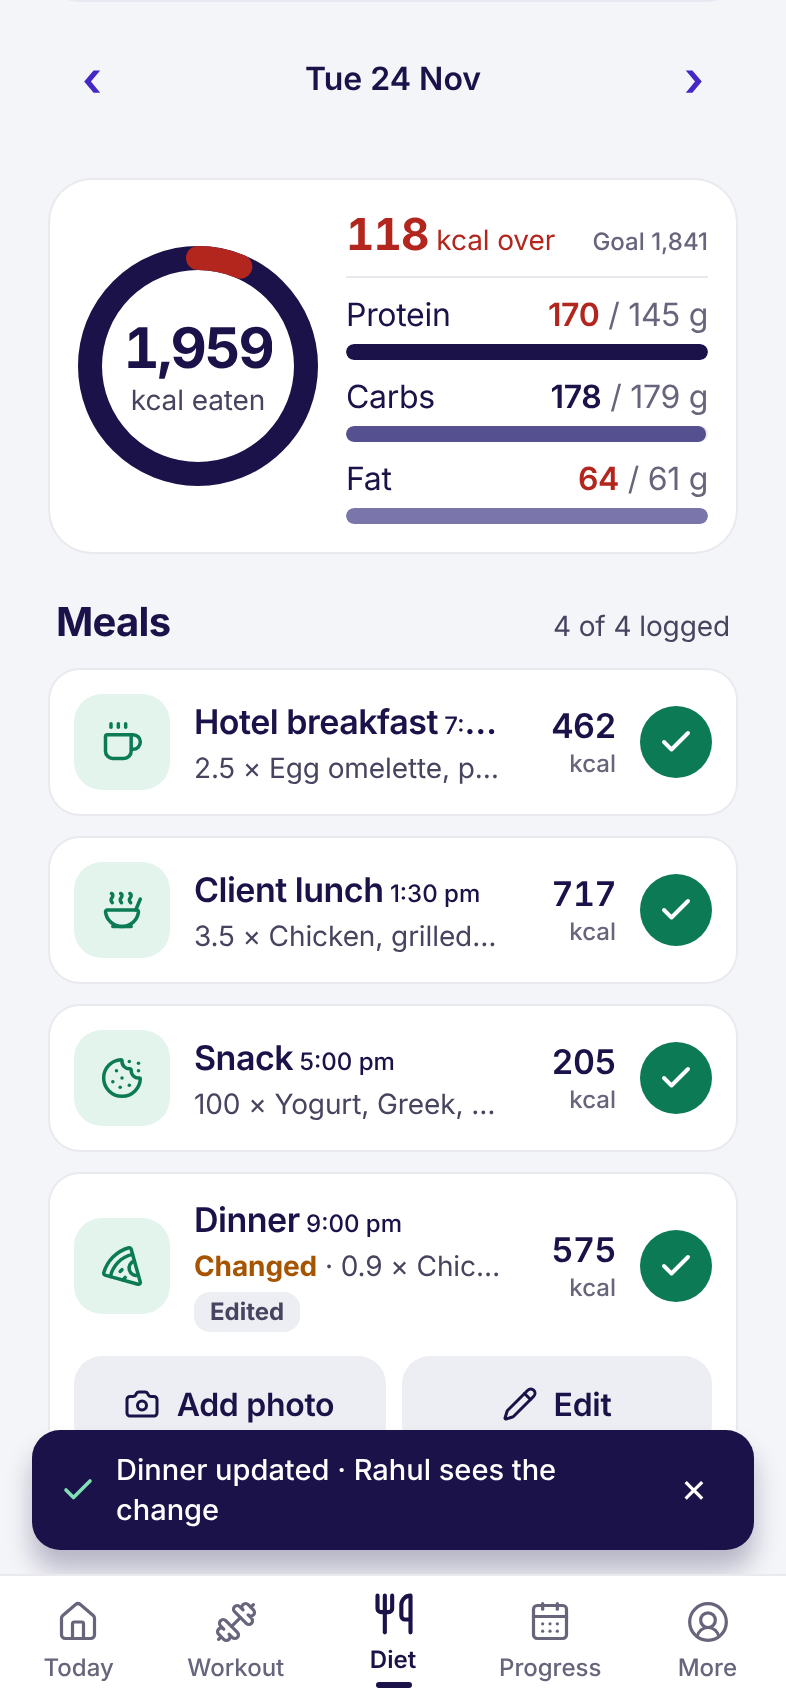 Tue 24 Nov
118 kcal over Goal 1,841
1,959
kcal eaten
Protein 170 / 145 g
Carbs 178 / 179 g
Fat 64 / 61 g
Meals 4 of 4 logged
Hotel breakfast 7:...
2.5 × Egg omelette, p...
462
kcal
Client lunch 1:30 pm
3.5 × Chicken, grilled...
717
kcal
Snack 5:00 pm
100 × Yogurt, Greek, ...
205
kcal
Dinner 9:00 pm
Changed · 0.9 × Chic...
Edited
575
kcal
Add photo Edit
Dinner updated · Rahul sees the
change
Today Workout Diet Progress More